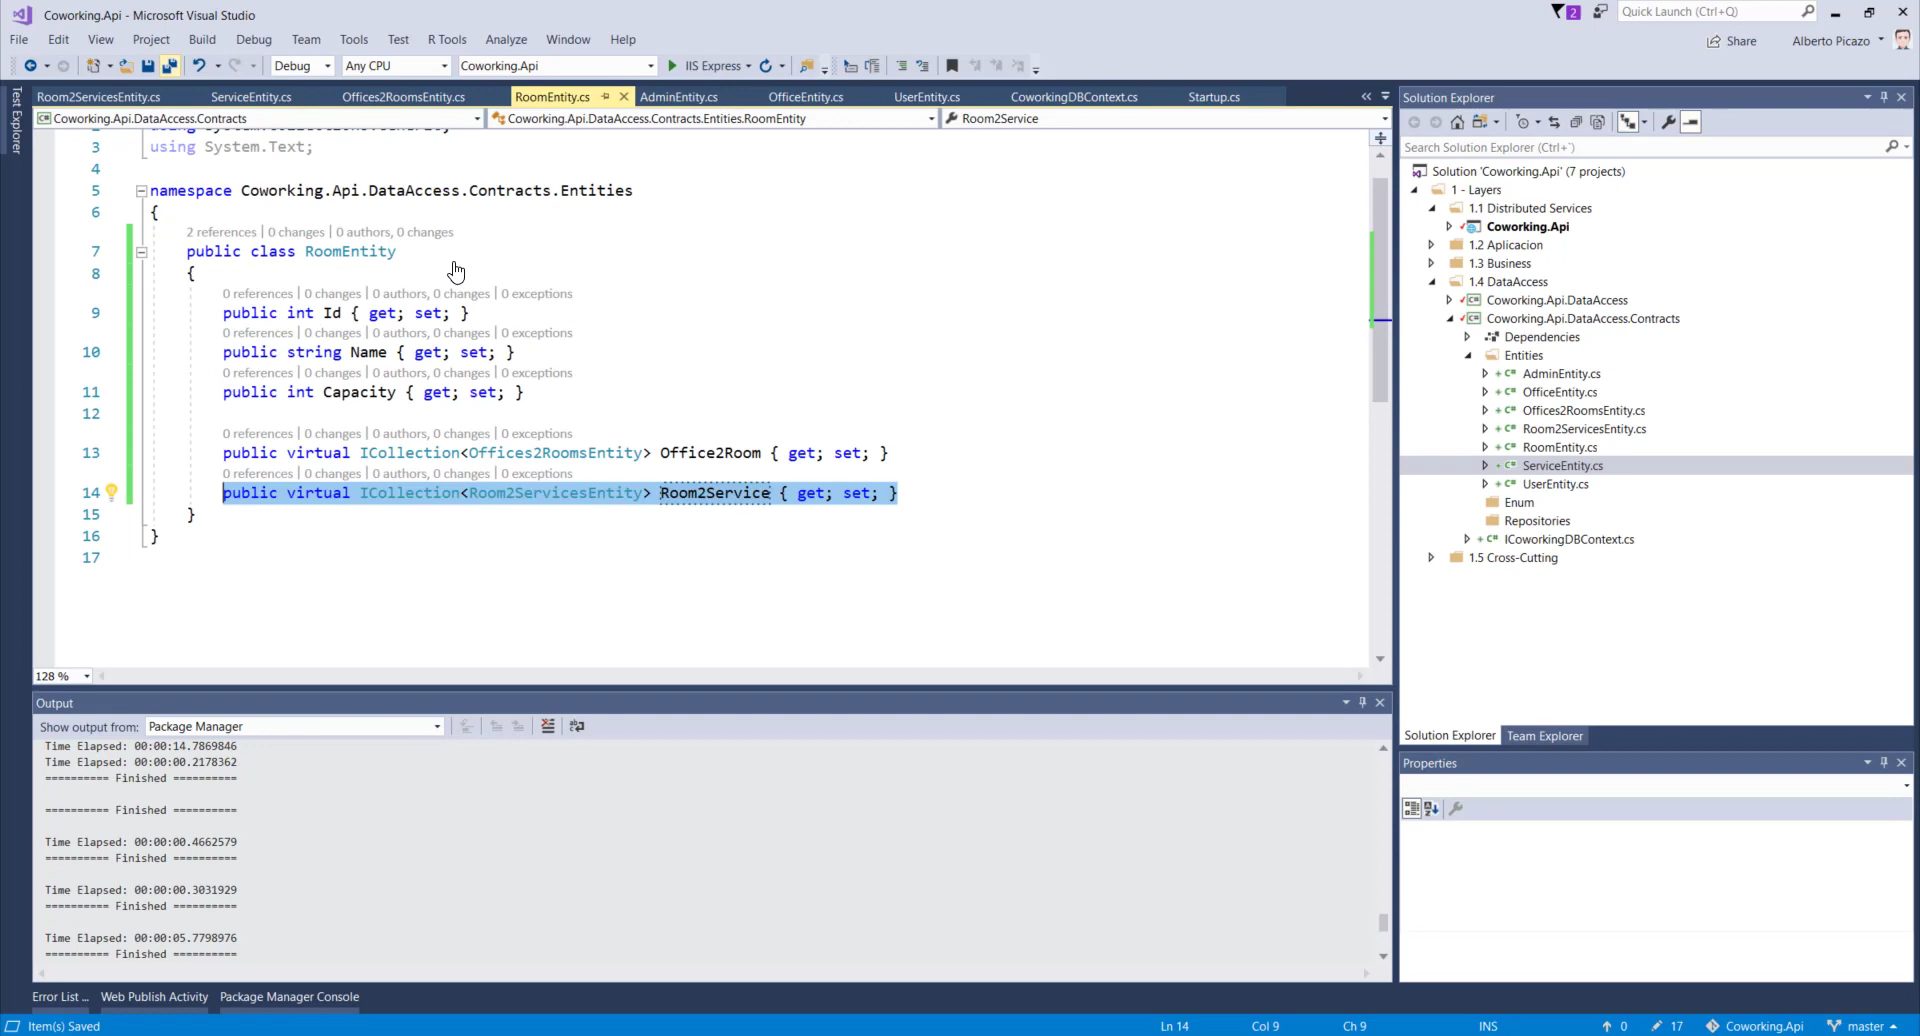 Coworking.Api - Microsoft Visual Studio
2
Quick Launch (Ctrl+Q)
File Edit View Project Build Debug Team Tools Test R Tools Analyze Window Help
Share Alberto Picazo
Debug Any CPU Coworking.Api IIS Express
Test Explorer
Room2ServicesEntity.cs ServiceEntity.cs Offices2RoomsEntity.cs RoomEntity.cs AdminEntity.cs OfficeEntity.cs UserEntity.cs CoworkingDBContext.cs Startup.cs
Coworking.Api.DataAccess.Contracts Coworking.Api.DataAccess.Contracts.Entities.RoomEntity Room2Service
3 using System.Text;
4
5 namespace Coworking.Api.DataAccess.Contracts.Entities
6 {
2 references | 0 changes | 0 authors, 0 changes
7 public class RoomEntity
8 {
0 references | 0 changes | 0 authors, 0 changes | 0 exceptions
9 public int Id { get; set; }
0 references | 0 changes | 0 authors, 0 changes | 0 exceptions
10 public string Name { get; set; }
0 references | 0 changes | 0 authors, 0 changes | 0 exceptions
11 public int Capacity { get; set; }
12
0 references | 0 changes | 0 authors, 0 changes | 0 exceptions
13 public virtual ICollection<Offices2RoomsEntity> Office2Room { get; set; }
0 references | 0 changes | 0 authors, 0 changes | 0 exceptions
14 public virtual ICollection<Room2ServicesEntity> Room2Service { get; set; }
15 }
16 }
17
128 %
Output
Show output from: Package Manager
Time Elapsed: 00:00:14.7869846
Time Elapsed: 00:00:00.2178362
========== Finished ==========
========== Finished ==========
Time Elapsed: 00:00:00.4662579
========== Finished ==========
Time Elapsed: 00:00:00.3031929
========== Finished ==========
Time Elapsed: 00:00:05.7798976
========== Finished ==========
Error List ... Web Publish Activity Package Manager Console
Solution Explorer
Search Solution Explorer (Ctrl+´)
Solution 'Coworking.Api' (7 projects)
1 - Layers
1.1 Distributed Services
Coworking.Api
1.2 Aplicacion
1.3 Business
1.4 DataAccess
Coworking.Api.DataAccess
Coworking.Api.DataAccess.Contracts
Dependencies
Entities
AdminEntity.cs
OfficeEntity.cs
Offices2RoomsEntity.cs
Room2ServicesEntity.cs
RoomEntity.cs
ServiceEntity.cs
UserEntity.cs
Enum
Repositories
ICoworkingDBContext.cs
1.5 Cross-Cutting
Solution Explorer Team Explorer
Properties
Item(s) Saved Ln 14 Col 9 Ch 9 INS 0 17 Coworking.Api master